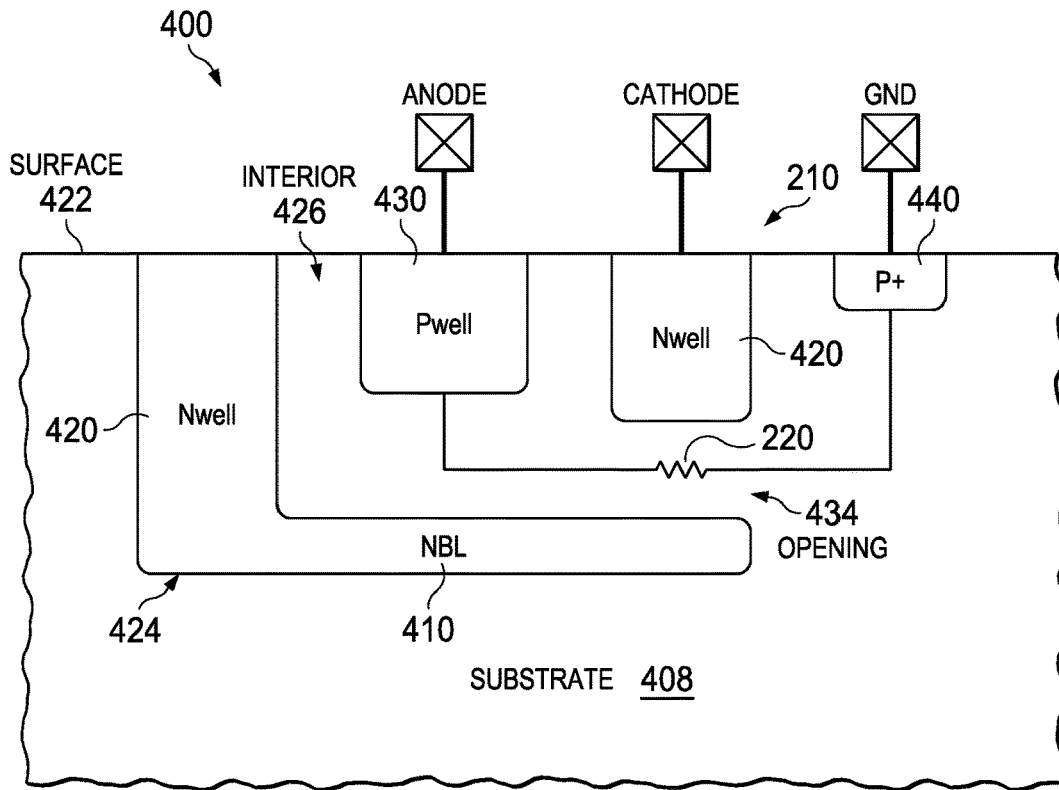 400
ANODE
CATHODE
GND
SURFACE
422
INTERIOR
426
430
210
440
Pwell
Nwell
P+
420
420
Nwell
220
434
OPENING
NBL
424
410
SUBSTRATE 408